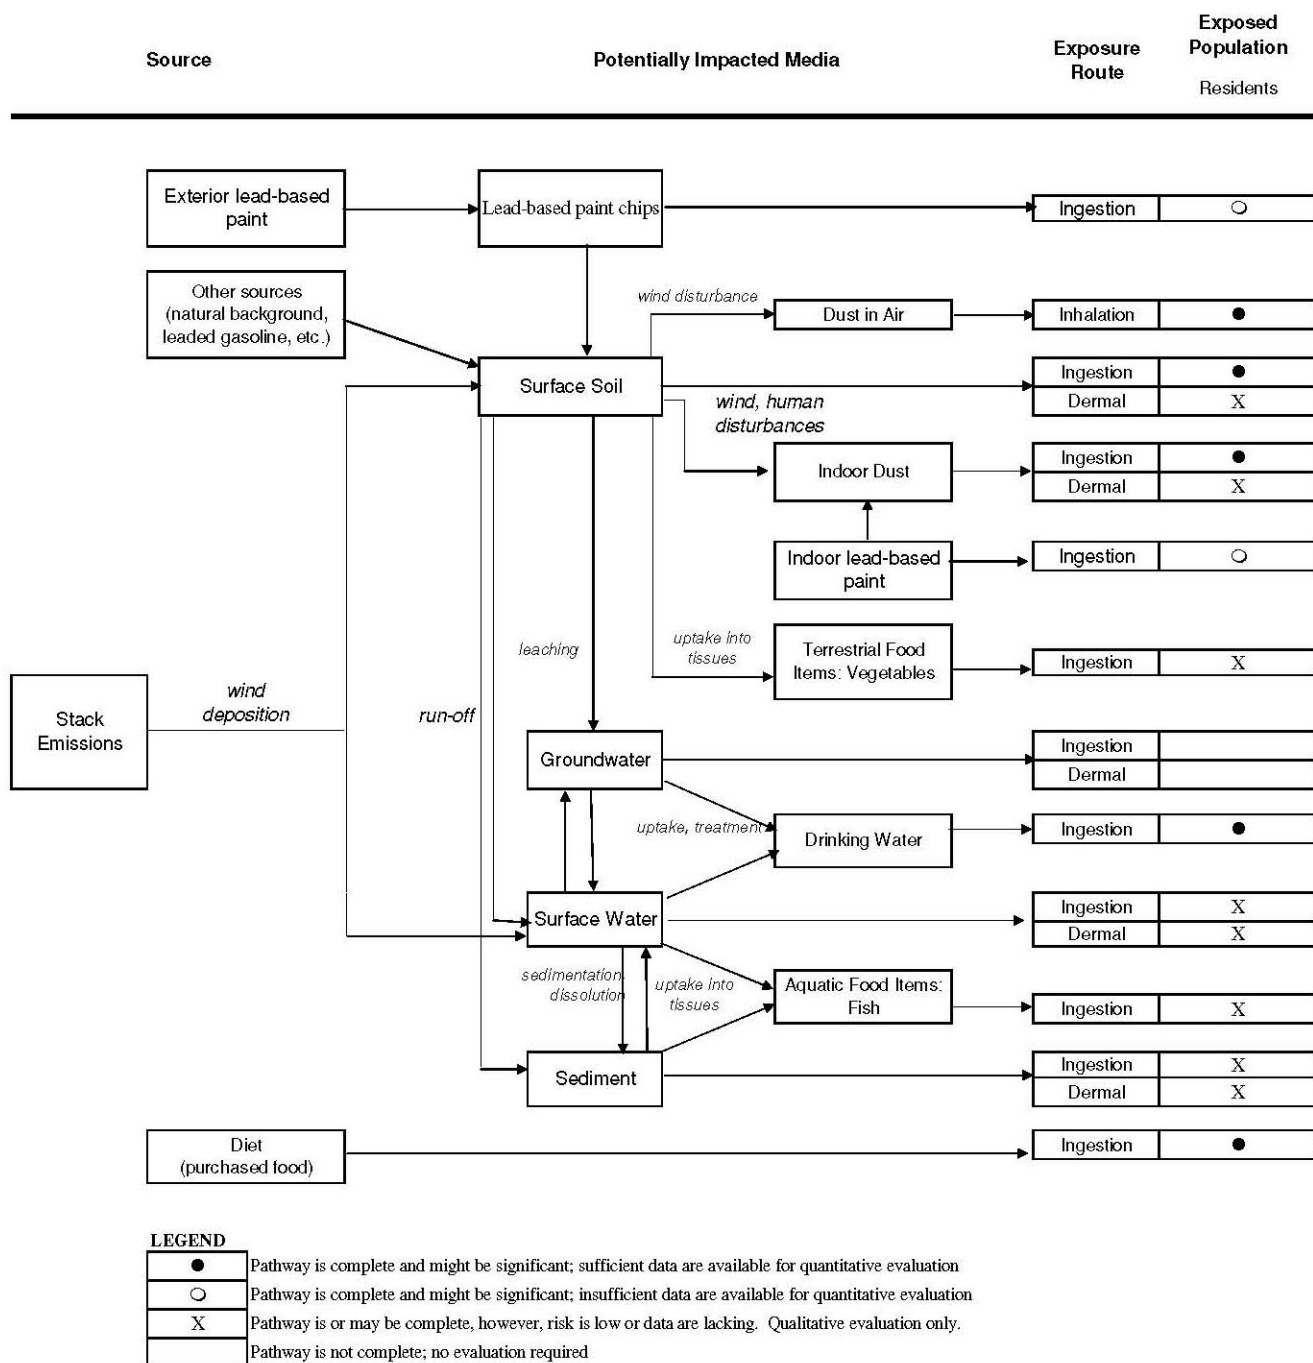 Source
Potentially Impacted Media
Exposure
Route
Exposed
Population
Residents
Exterior lead-based
paint
Lead-based paint chips
Ingestion
○
Other sources
(natural background,
leaded gasoline, etc.)
wind disturbance
Dust in Air
Inhalation
●
Surface Soil
Ingestion
●
Dermal
X
wind, human
disturbances
Indoor Dust
Ingestion
●
Dermal
X
Indoor lead-based
paint
Ingestion
○
leaching
uptake into
tissues
Terrestrial Food
Items: Vegetables
Ingestion
X
Stack
Emissions
wind
deposition
run-off
Groundwater
Ingestion
Dermal
uptake, treatment
Drinking Water
Ingestion
●
Surface Water
Ingestion
X
Dermal
X
sedimentation,
dissolution
uptake into
tissues
Aquatic Food Items:
Fish
Ingestion
X
Sediment
Ingestion
X
Dermal
X
Diet
(purchased food)
Ingestion
●
LEGEND
● Pathway is complete and might be significant; sufficient data are available for quantitative evaluation
○ Pathway is complete and might be significant; insufficient data are available for quantitative evaluation
X Pathway is or may be complete, however, risk is low or data are lacking. Qualitative evaluation only.
Pathway is not complete; no evaluation required